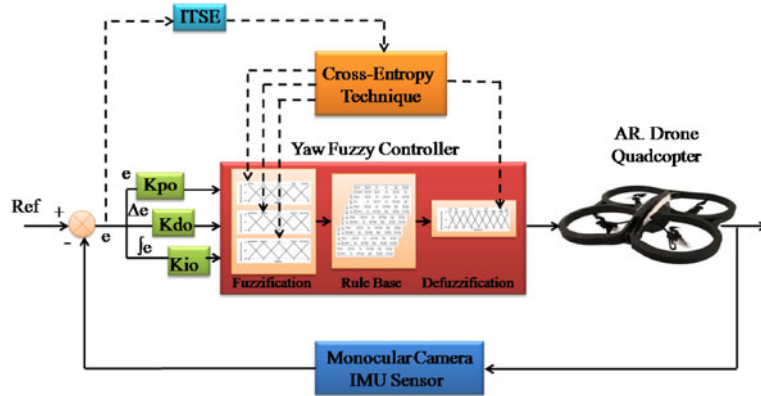 ITSE
Cross-Entropy
Technique
Yaw Fuzzy Controller
AR. Drone
Quadcopter
Ref
+
-
e
e
Kpo
Δe
Kdo
∫e
Kio
Fuzzification
Rule Base
Defuzzification
Monocular Camera
IMU Sensor